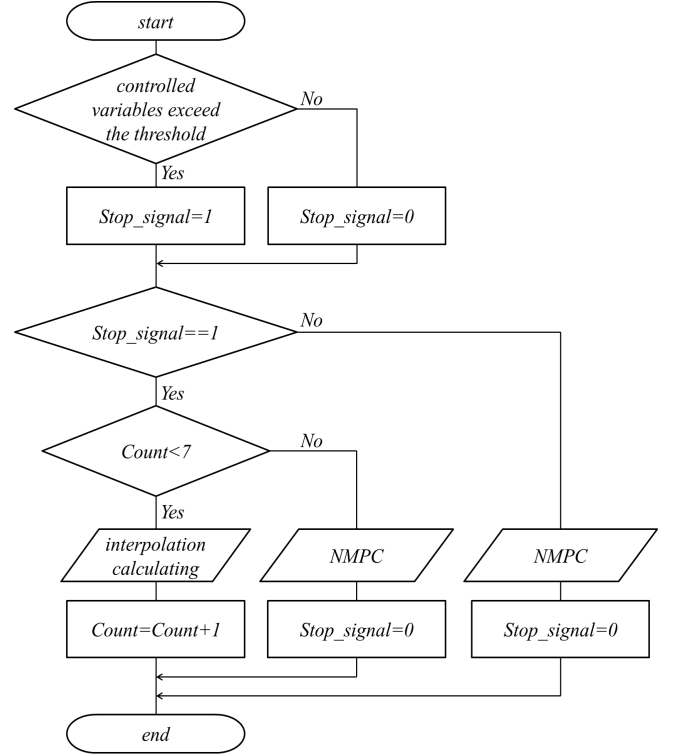 start
controlled
variables exceed
the threshold
No
Yes
Stop_signal=1
Stop_signal=0
Stop_signal==1
No
Yes
Count<7
No
Yes
interpolation
calculating
NMPC
NMPC
Count=Count+1
Stop_signal=0
Stop_signal=0
end